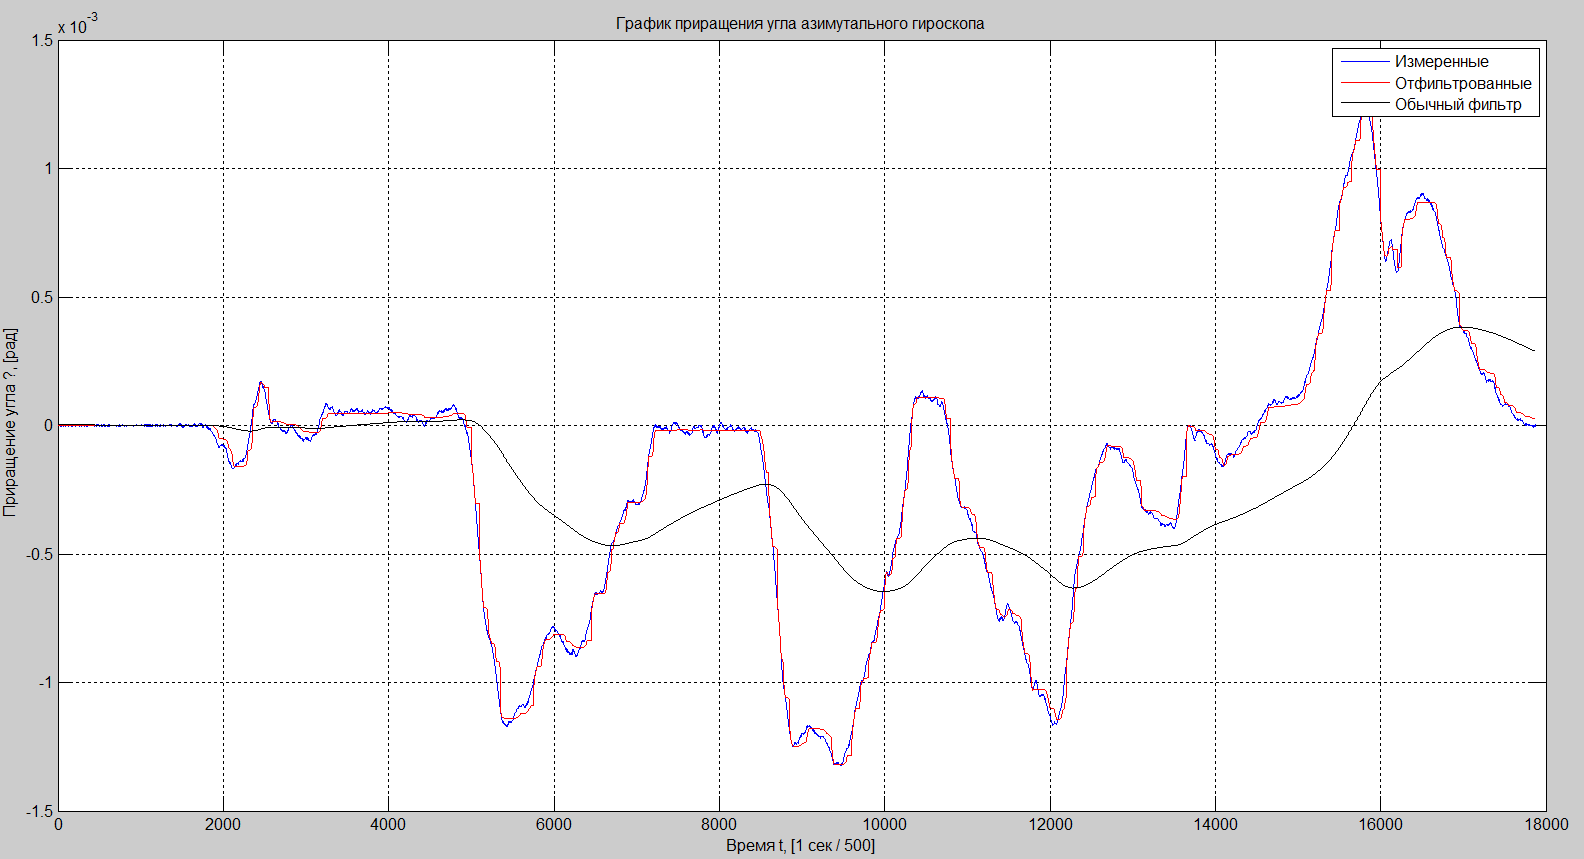 График приращения угла азимутального гироскопа
x 10^-3
1.5
1
0.5
0
-0.5
-1
-1.5
Приращение угла ?, [рад]
Измеренные
Отфильтрованные
Обычный фильтр
0 2000 4000 6000 8000 10000 12000 14000 16000 18000
Время t, [1 сек / 500]